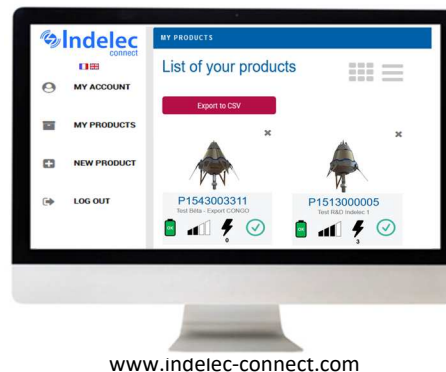 Indelec
connect
MY ACCOUNT
MY PRODUCTS
NEW PRODUCT
LOG OUT
MY PRODUCTS
List of your products
Export to CSV
P1543003311
Test Béta - Export CONGO
OK
0
P1513000005
Test R&D Indelec 1
OK
3
www.indelec-connect.com